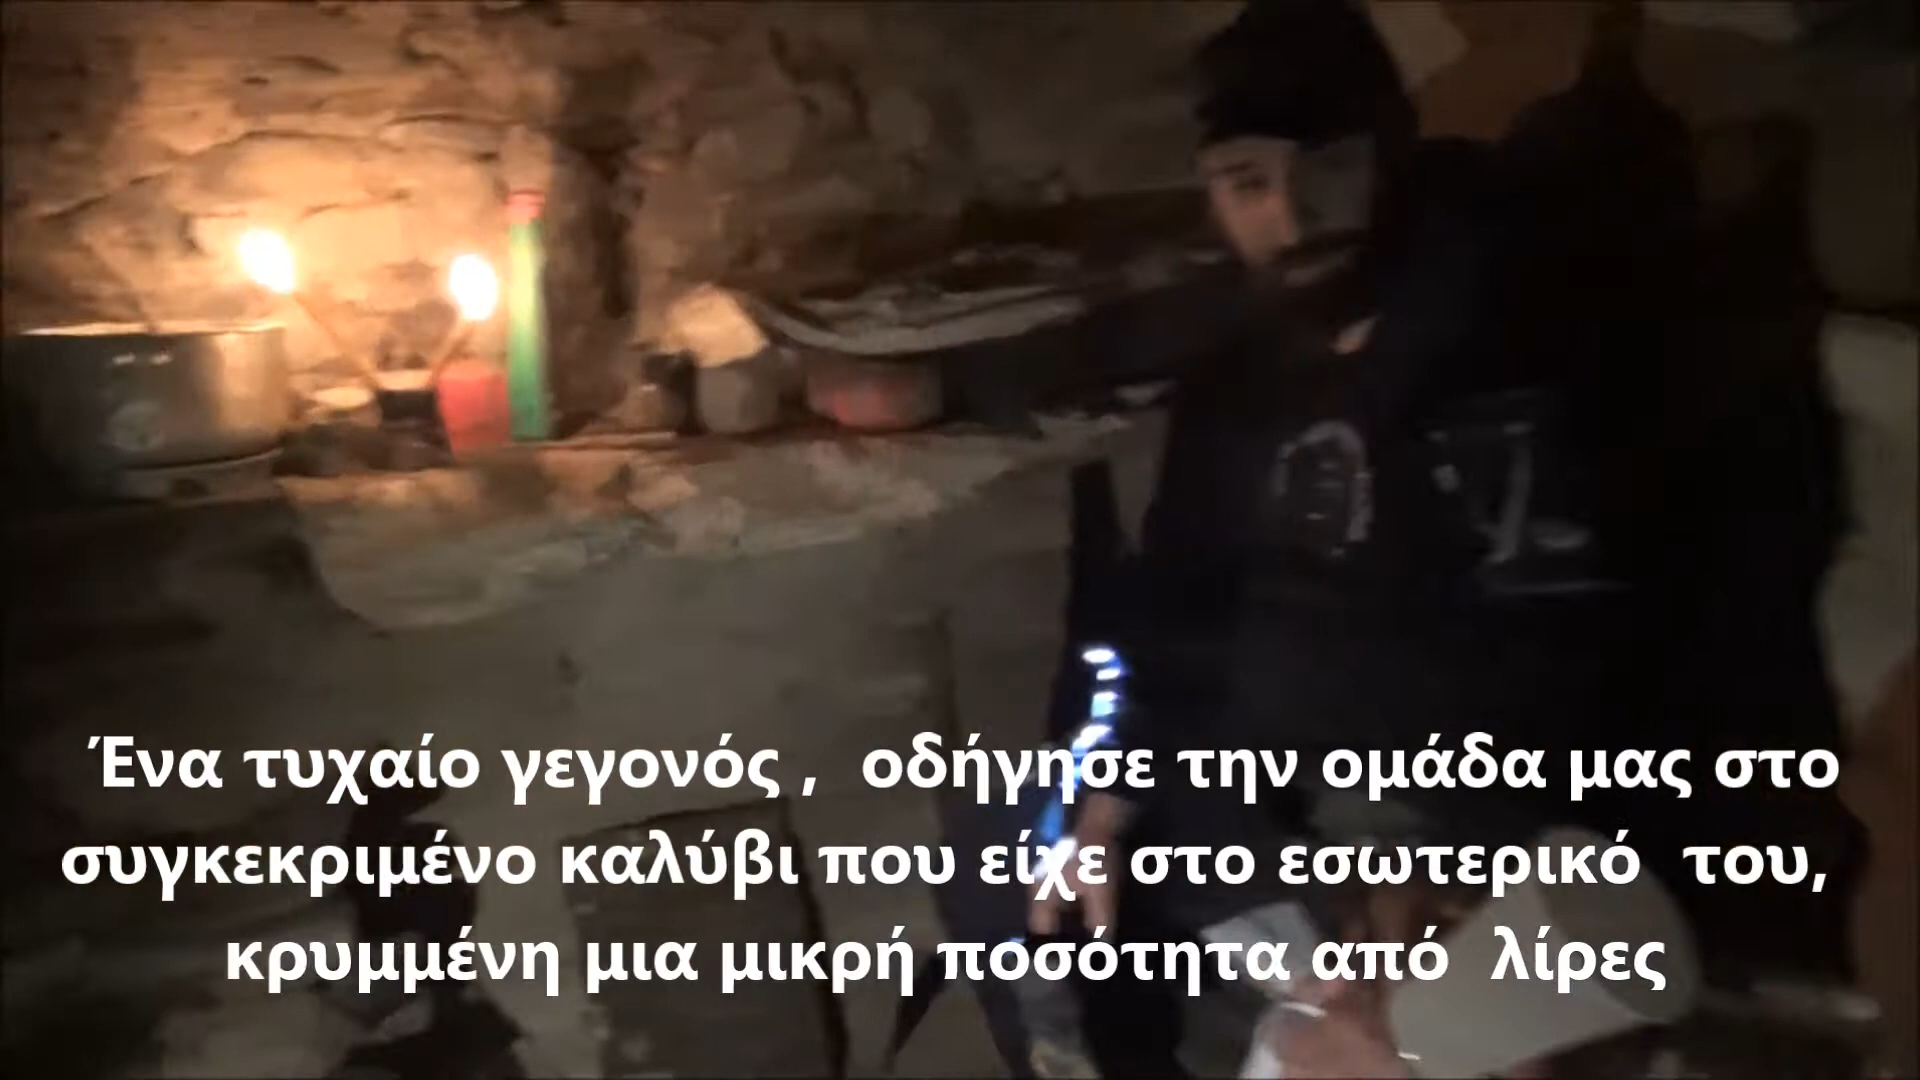 Ένα τυχαίο γεγονός , οδήγησε την ομάδα μας στο
συγκεκριμένο καλύβι που είχε στο εσωτερικό του,
κρυμμένη μια μικρή ποσότητα από λίρες